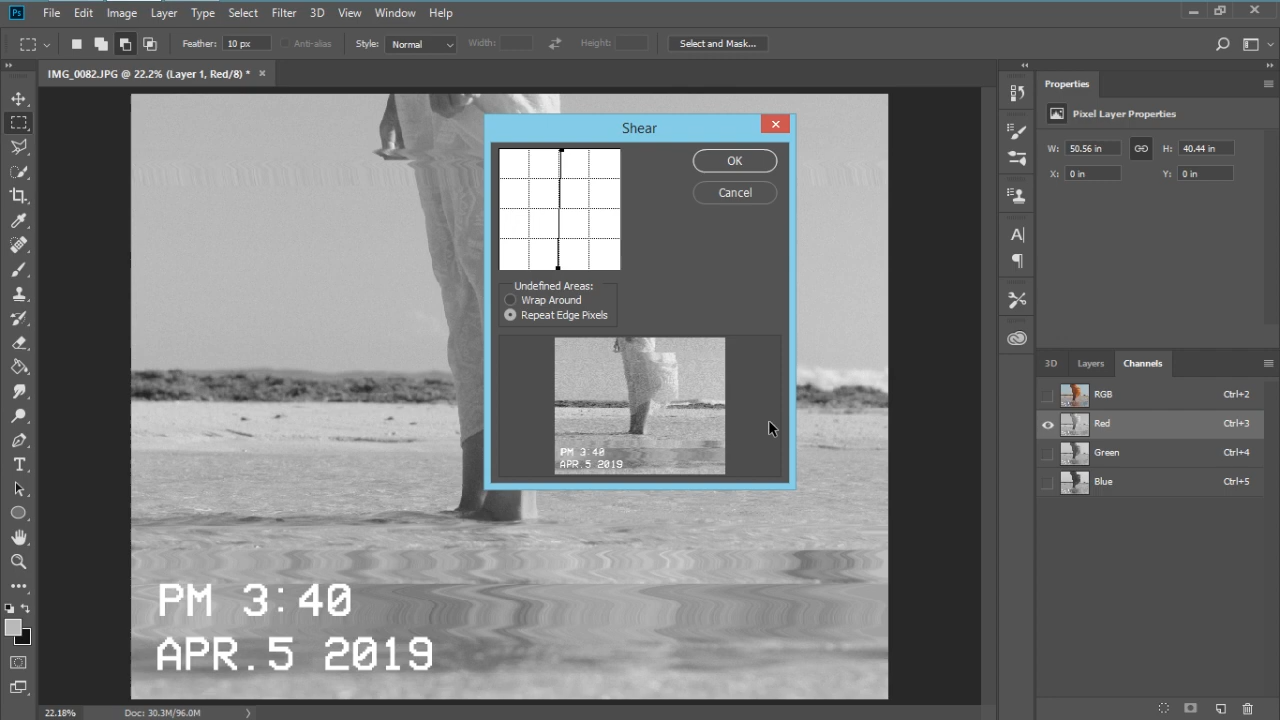 Ps File Edit Image Layer Type Select Filter 3D View Window Help
Feather: 10 px Anti-alias Style: Normal Width: Height: Select and Mask...
IMG_0082.JPG @ 22.2% (Layer 1, Red/8) * ×
Shear
OK
Cancel
Undefined Areas:
Wrap Around
Repeat Edge Pixels
PM 3:40
APR.5 2019
PM 3:40
APR.5 2019
Properties
Pixel Layer Properties
W: 50.56 in H: 40.44 in
X: 0 in Y: 0 in
3D Layers Channels
RGB Ctrl+2
Red Ctrl+3
Green Ctrl+4
Blue Ctrl+5
22.18% Doc: 30.3M/96.0M